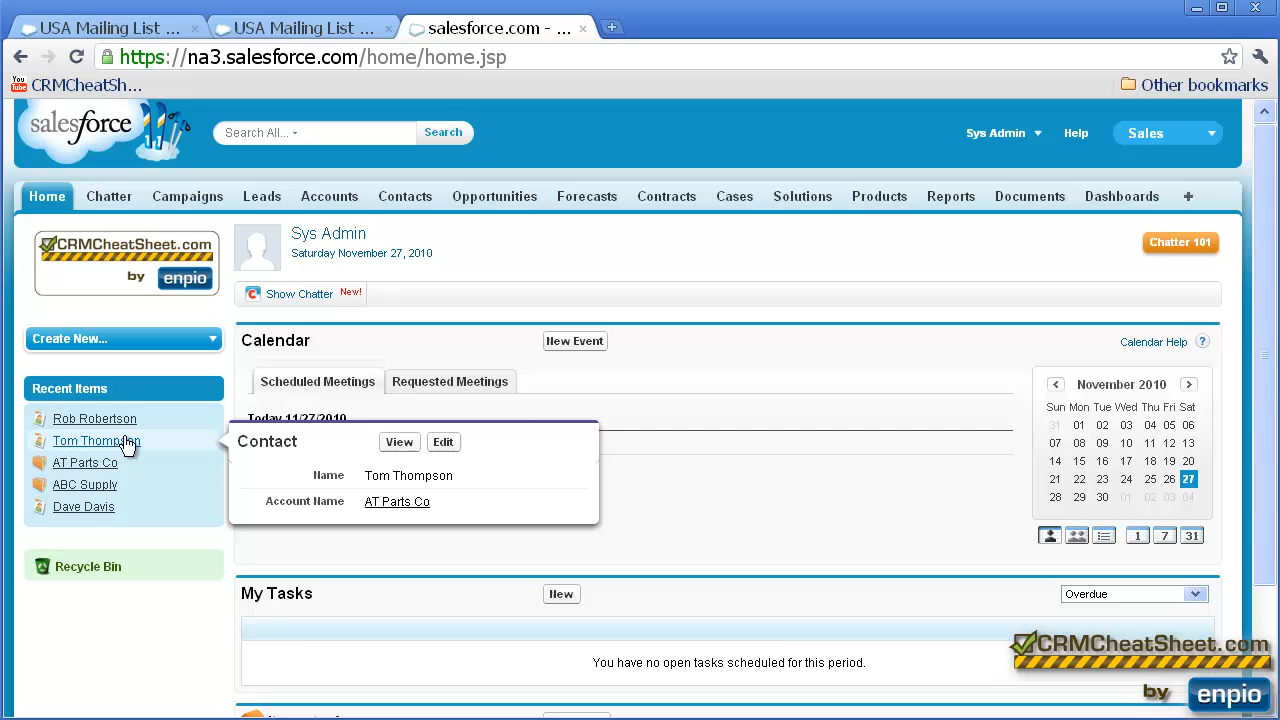 USA Mailing List ...
USA Mailing List ...
salesforce.com - ...
https://na3.salesforce.com/home/home.jsp
You Tube
CRMCheatSh...
Other bookmarks
salesforce
Search All...
Search
Sys Admin
Help
Sales
Home
Chatter
Campaigns
Leads
Accounts
Contacts
Opportunities
Forecasts
Contracts
Cases
Solutions
Products
Reports
Documents
Dashboards
CRMCheatSheet.com
by enpio
Sys Admin
Saturday November 27, 2010
Chatter 101
Show Chatter New!
Create New...
Recent Items
Rob Robertson
Tom Thompson
AT Parts Co
ABC Supply
Dave Davis
Recycle Bin
Calendar
New Event
Calendar Help ?
Scheduled Meetings
Requested Meetings
Today 11/27/2010
Contact
View
Edit
Name Tom Thompson
Account Name AT Parts Co
November 2010
Sun Mon Tue Wed Thu Fri Sat
31 01 02 03 04 05 06
07 08 09 10 11 12 13
14 15 16 17 18 19 20
21 22 23 24 25 26 27
28 29 30 01 02 03 04
1 7 31
My Tasks
New
Overdue
You have no open tasks scheduled for this period.
CRMCheatSheet.com
by enpio